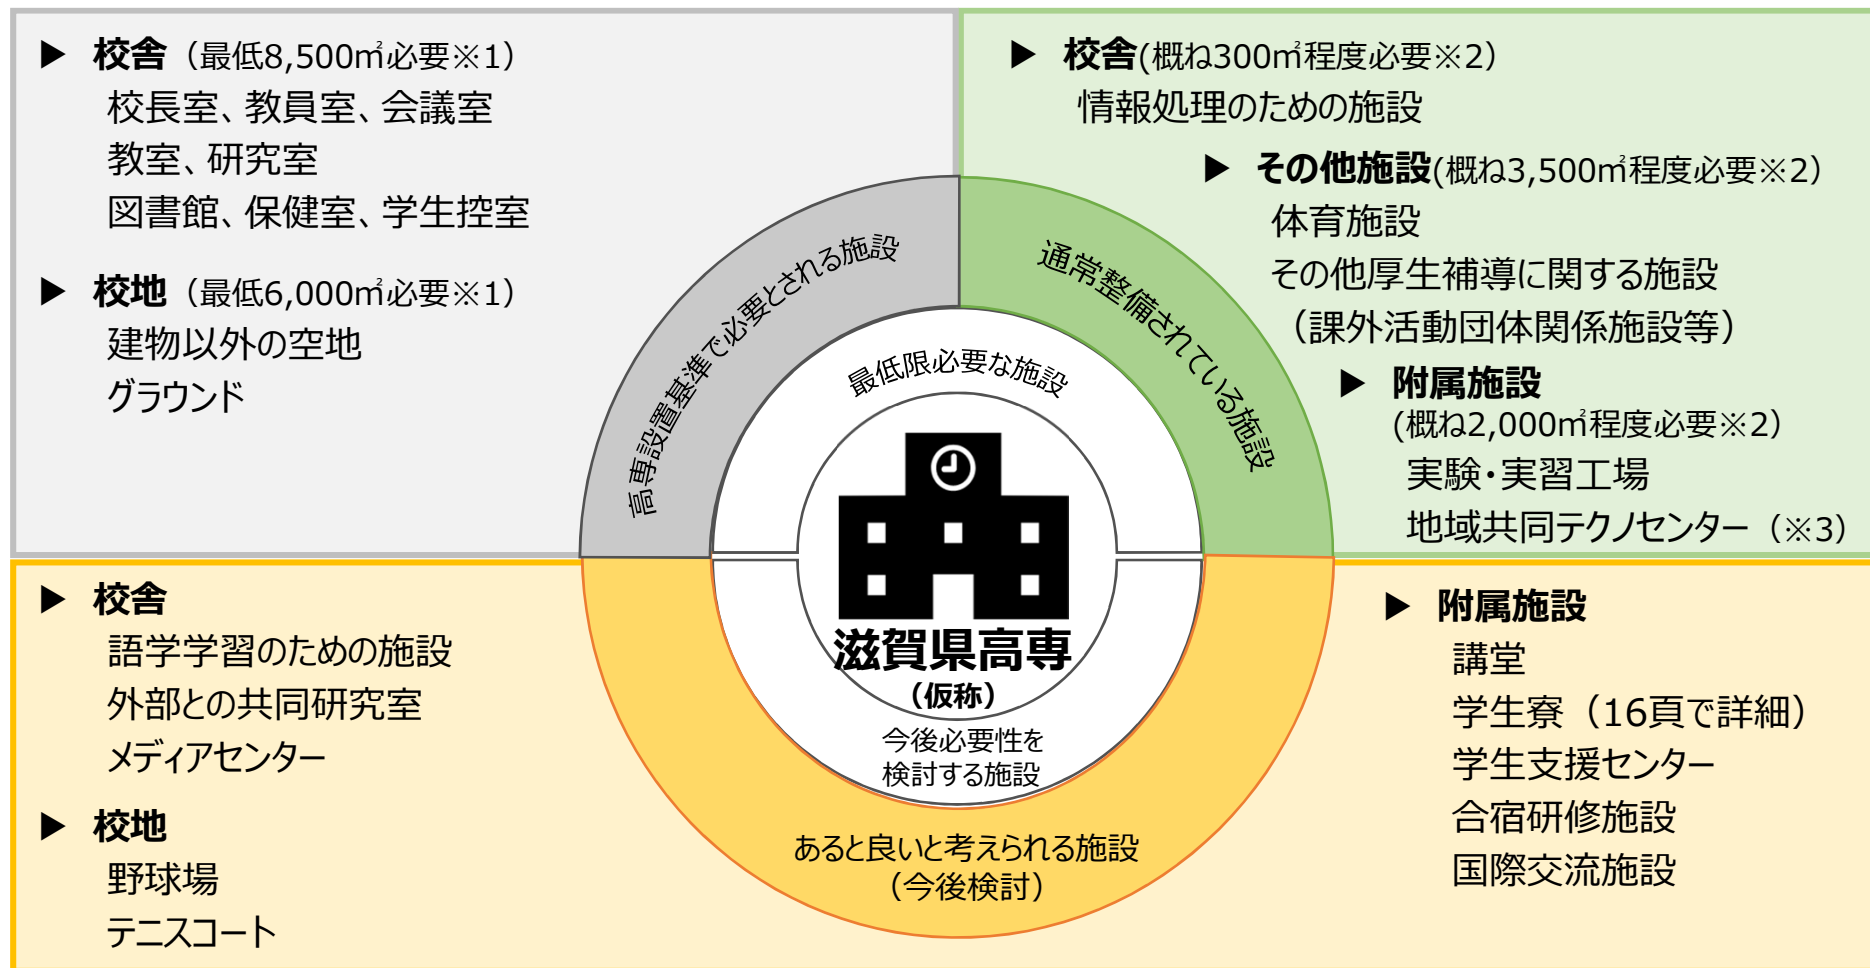 ▶ 校舎（最低8,500㎡必要※1）
校長室、教員室、会議室
教室、研究室
図書館、保健室、学生控室
▶ 校地（最低6,000㎡必要※1）
建物以外の空地
グラウンド
▶ 校舎(概ね300㎡程度必要※2）
情報処理のための施設
▶ その他施設(概ね3,500㎡程度必要※2）
体育施設
その他厚生補導に関する施設
（課外活動団体関係施設等）
▶ 附属施設
(概ね2,000㎡程度必要※2）
実験・実習工場
地域共同テクノセンター（※3）
高専設置基準で必要とされる施設
通常整備されている施設
最低限必要な施設
滋賀県高専
（仮称）
今後必要性を
検討する施設
あると良いと考えられる施設
（今後検討）
▶ 校舎
語学学習のための施設
外部との共同研究室
メディアセンター
▶ 校地
野球場
テニスコート
▶ 附属施設
講堂
学生寮（16頁で詳細）
学生支援センター
合宿研修施設
国際交流施設